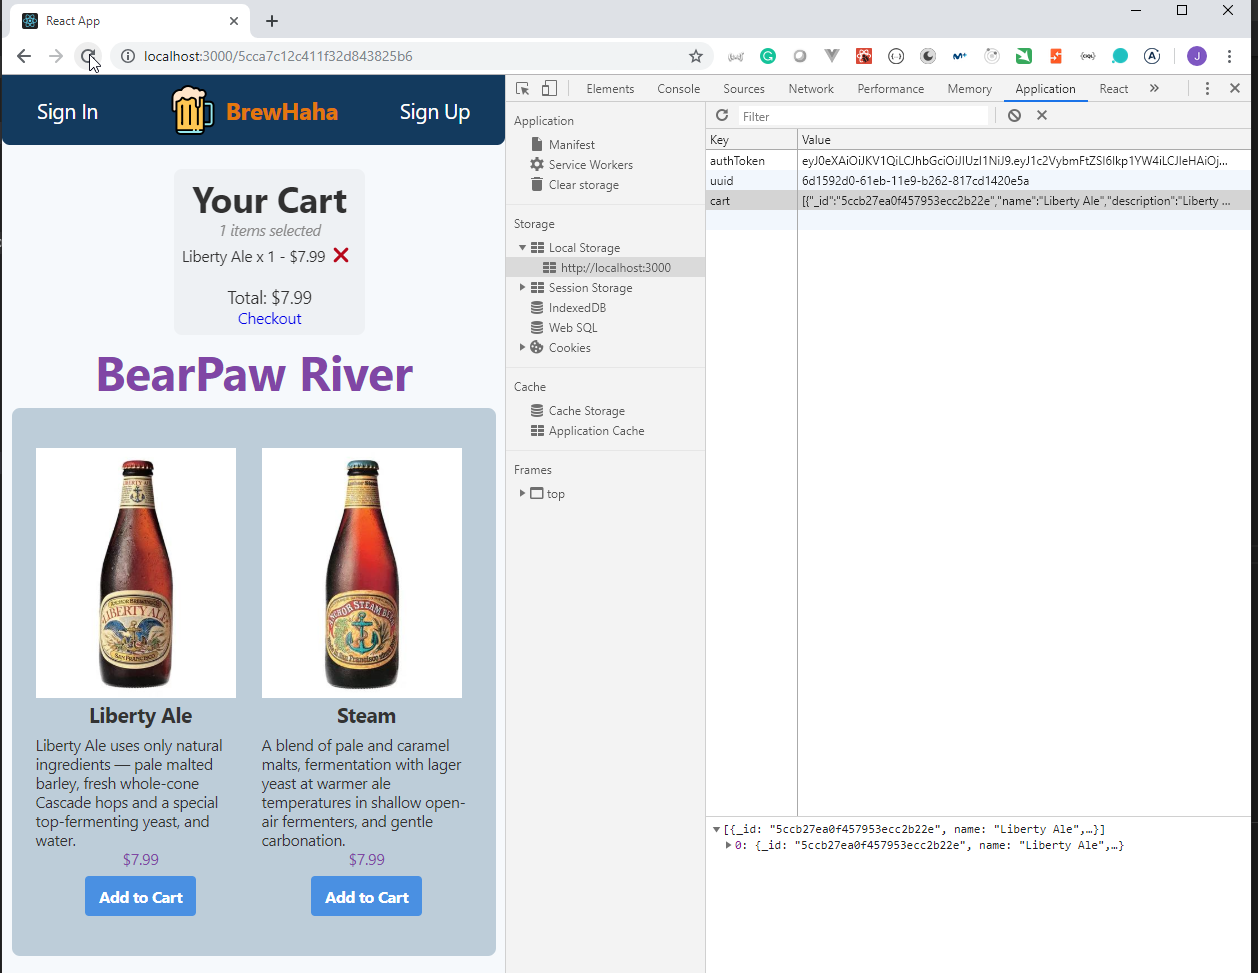 React App
localhost:3000/5cca7c12c411f32d843825b6
J
Sign In
BrewHaha
Sign Up
Your Cart
1 items selected
Liberty Ale x 1 - $7.99
Total: $7.99
Checkout
BearPaw River
LIBERTY ALE
SAN FRANCISCO
ANCHOR STEAM BEER
Liberty Ale
Liberty Ale uses only natural
ingredients — pale malted
barley, fresh whole-cone
Cascade hops and a special
top-fermenting yeast, and
water.
$7.99
Add to Cart
Steam
A blend of pale and caramel
malts, fermentation with lager
yeast at warmer ale
temperatures in shallow open-
air fermenters, and gentle
carbonation.
$7.99
Add to Cart
Elements Console Sources Network Performance Memory Application React
Application
Manifest
Service Workers
Clear storage
Storage
Local Storage
http://localhost:3000
Session Storage
IndexedDB
Web SQL
Cookies
Cache
Cache Storage
Application Cache
Frames
top
Filter
Key Value
authToken eyJ0eXAiOiJKV1QiLCJhbGciOiJIUzI1NiJ9.eyJ1c2VybmFtZSI6Ikp1YW4iLCJleHAiOj...
uuid 6d1592d0-61eb-11e9-b262-817cd1420e5a
cart [{"_id":"5ccb27ea0f457953ecc2b22e","name":"Liberty Ale","description":"Liberty ...
[{_id: "5ccb27ea0f457953ecc2b22e", name: "Liberty Ale",…}]
0: {_id: "5ccb27ea0f457953ecc2b22e", name: "Liberty Ale",…}